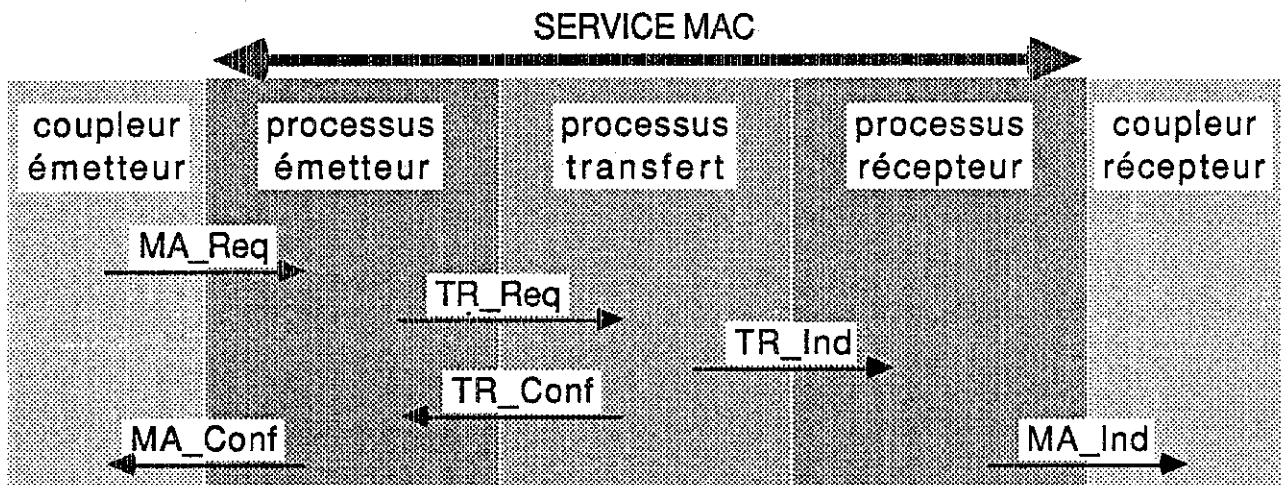 SERVICE MAC
coupleur
émetteur
processus
émetteur
processus
transfert
processus
récepteur
coupleur
récepteur
MA_Req
TR_Req
TR_Ind
TR_Conf
MA_Conf
MA_Ind